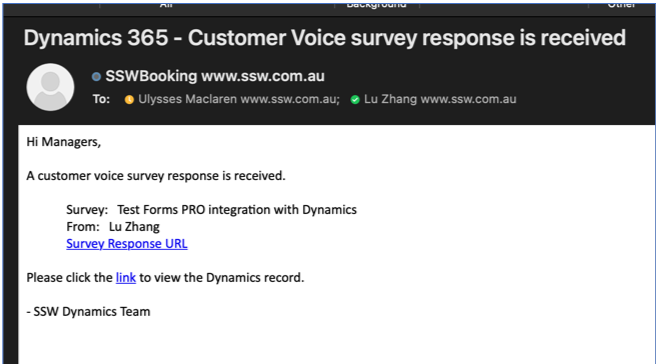 All Background Other
Dynamics 365 - Customer Voice survey response is received
SSWBooking www.ssw.com.au
To: Ulysses Maclaren www.ssw.com.au; Lu Zhang www.ssw.com.au
Hi Managers,
A customer voice survey response is received.
Survey: Test Forms PRO integration with Dynamics
From: Lu Zhang
Survey Response URL
Please click the link to view the Dynamics record.
- SSW Dynamics Team